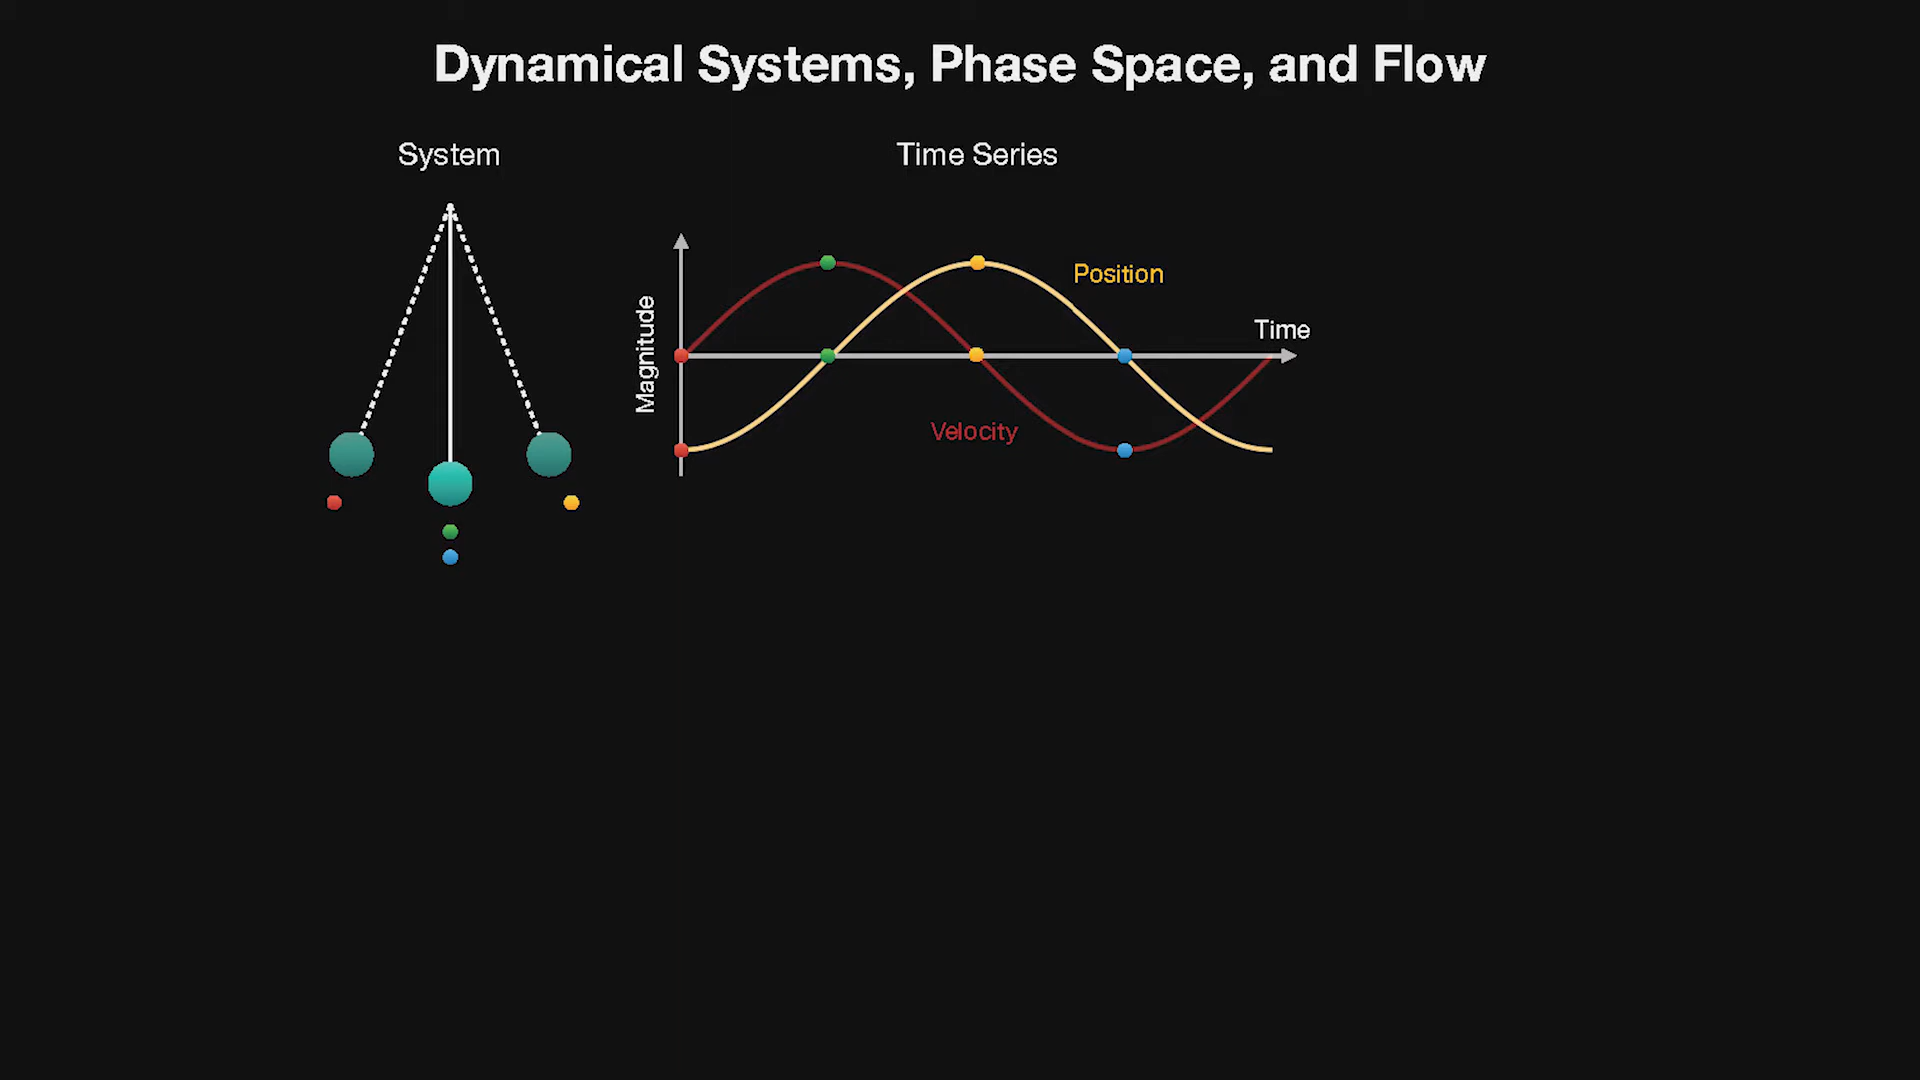 Dynamical Systems, Phase Space, and Flow
System
Time Series
Magnitude
Position
Time
Velocity